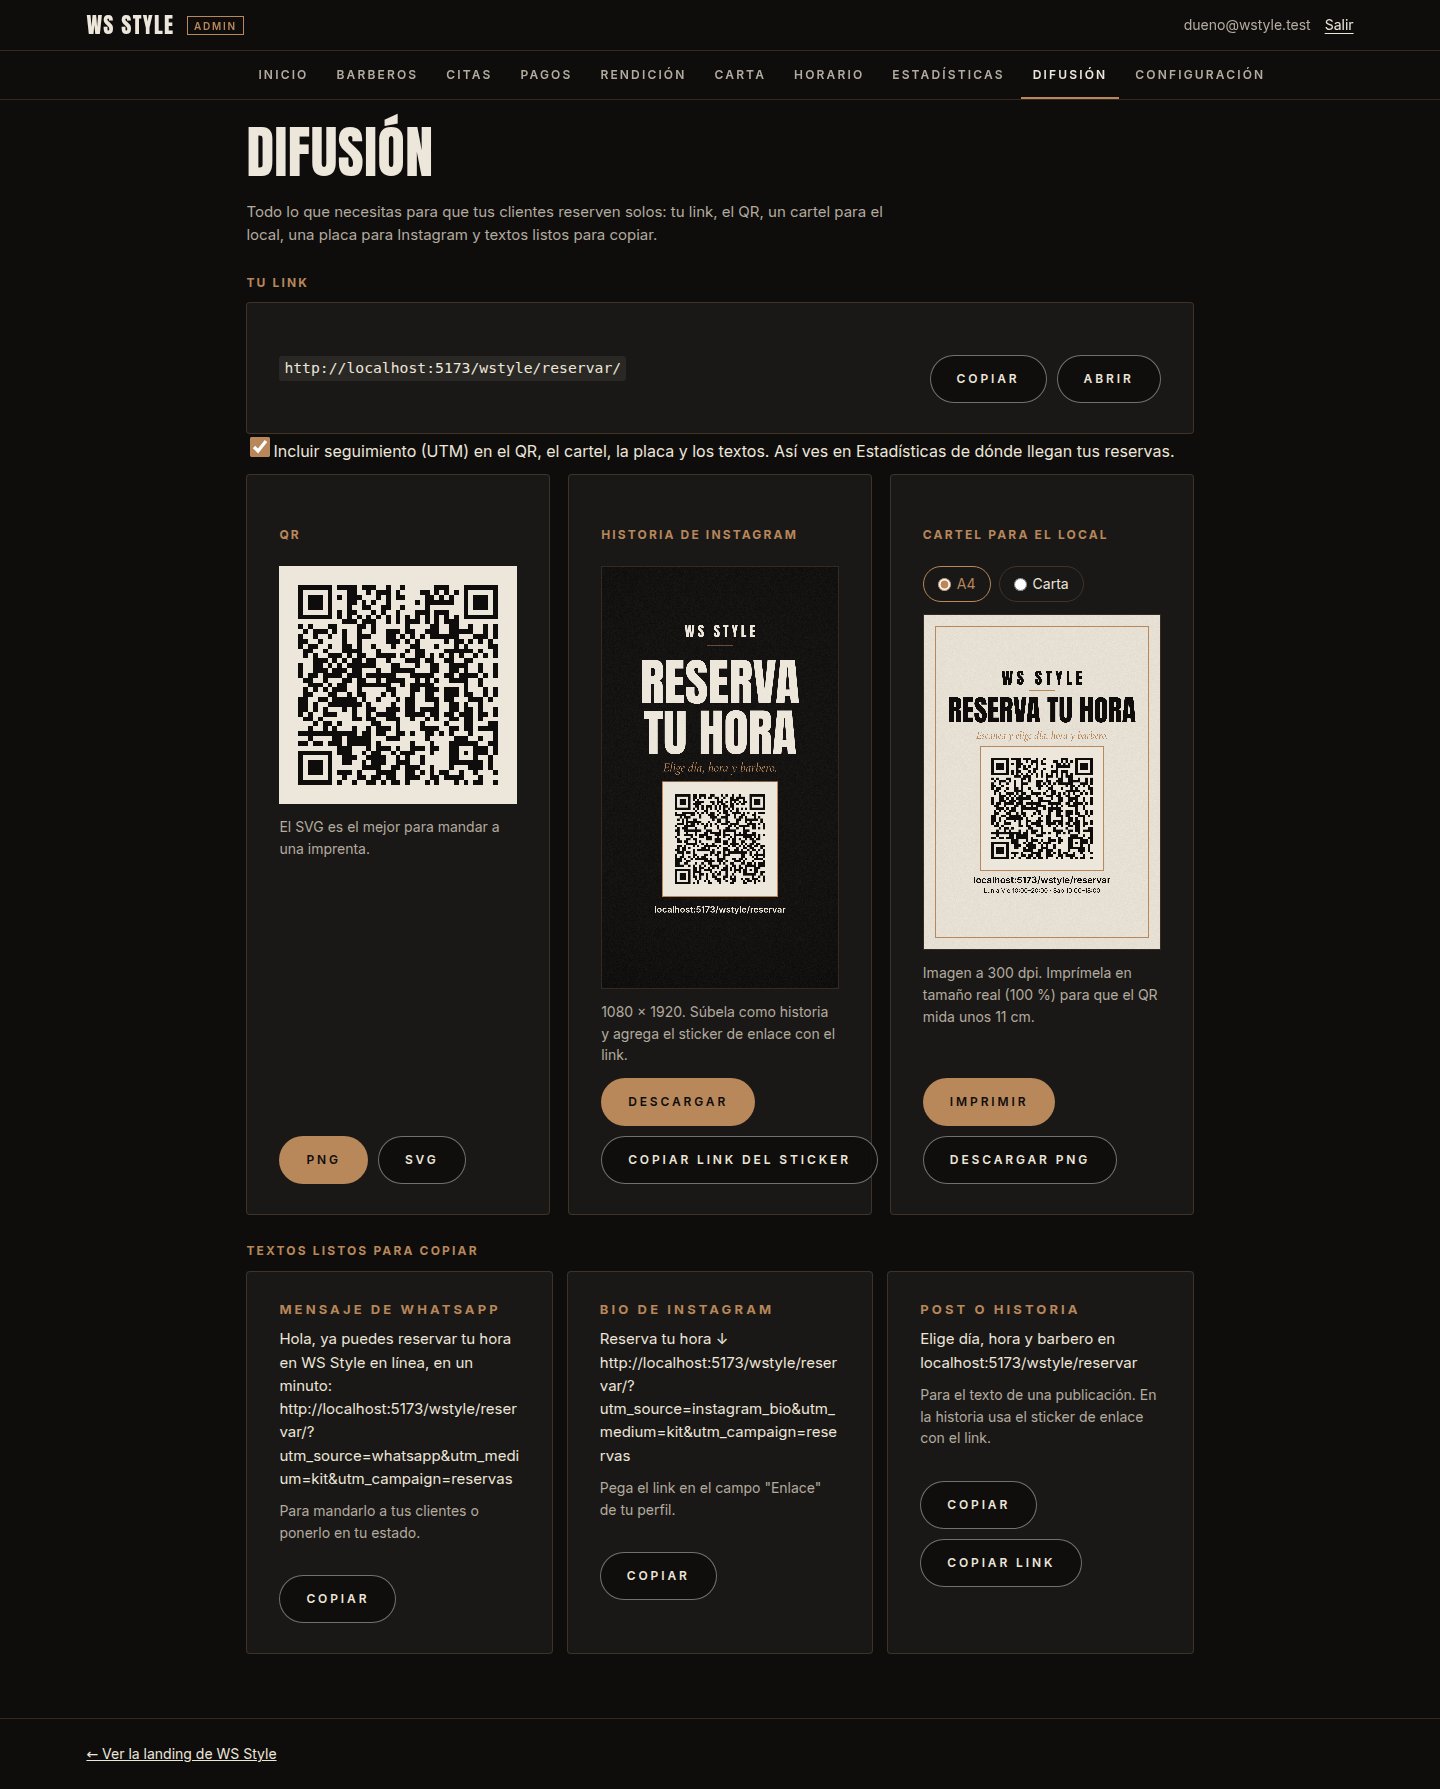 WS STYLE ADMIN
dueno@wstyle.test Salir
INICIO BARBEROS CITAS PAGOS RENDICIÓN CARTA HORARIO ESTADÍSTICAS DIFUSIÓN CONFIGURACIÓN
DIFUSIÓN
Todo lo que necesitas para que tus clientes reserven solos: tu link, el QR, un cartel para el
local, una placa para Instagram y textos listos para copiar.
TU LINK
http://localhost:5173/wstyle/reservar/
COPIAR ABRIR
Incluir seguimiento (UTM) en el QR, el cartel, la placa y los textos. Así ves en Estadísticas de dónde llegan tus reservas.
QR
El SVG es el mejor para mandar a
una imprenta.
PNG SVG
HISTORIA DE INSTAGRAM
WS STYLE
RESERVA
TU HORA
Elige día, hora y barbero.
localhost:5173/wstyle/reservar
1080 × 1920. Súbela como historia
y agrega el sticker de enlace con el
link.
DESCARGAR
COPIAR LINK DEL STICKER
CARTEL PARA EL LOCAL
A4 Carta
WS STYLE
RESERVA TU HORA
Escanea y elige día, hora y barbero.
localhost:5173/wstyle/reservar
Imagen a 300 dpi. Imprímela en
tamaño real (100 %) para que el QR
mida unos 11 cm.
IMPRIMIR
DESCARGAR PNG
TEXTOS LISTOS PARA COPIAR
MENSAJE DE WHATSAPP
Hola, ya puedes reservar tu hora
en WS Style en línea, en un
minuto:
http://localhost:5173/wstyle/reser
var/?
utm_source=whatsapp&utm_medi
um=kit&utm_campaign=reservas
Para mandarlo a tus clientes o
ponerlo en tu estado.
COPIAR
BIO DE INSTAGRAM
Reserva tu hora ↓
http://localhost:5173/wstyle/reser
var/?
utm_source=instagram_bio&utm_
medium=kit&utm_campaign=rese
rvas
Pega el link en el campo "Enlace"
de tu perfil.
COPIAR
POST O HISTORIA
Elige día, hora y barbero en
localhost:5173/wstyle/reservar
Para el texto de una publicación. En
la historia usa el sticker de enlace
con el link.
COPIAR
COPIAR LINK
← Ver la landing de WS Style